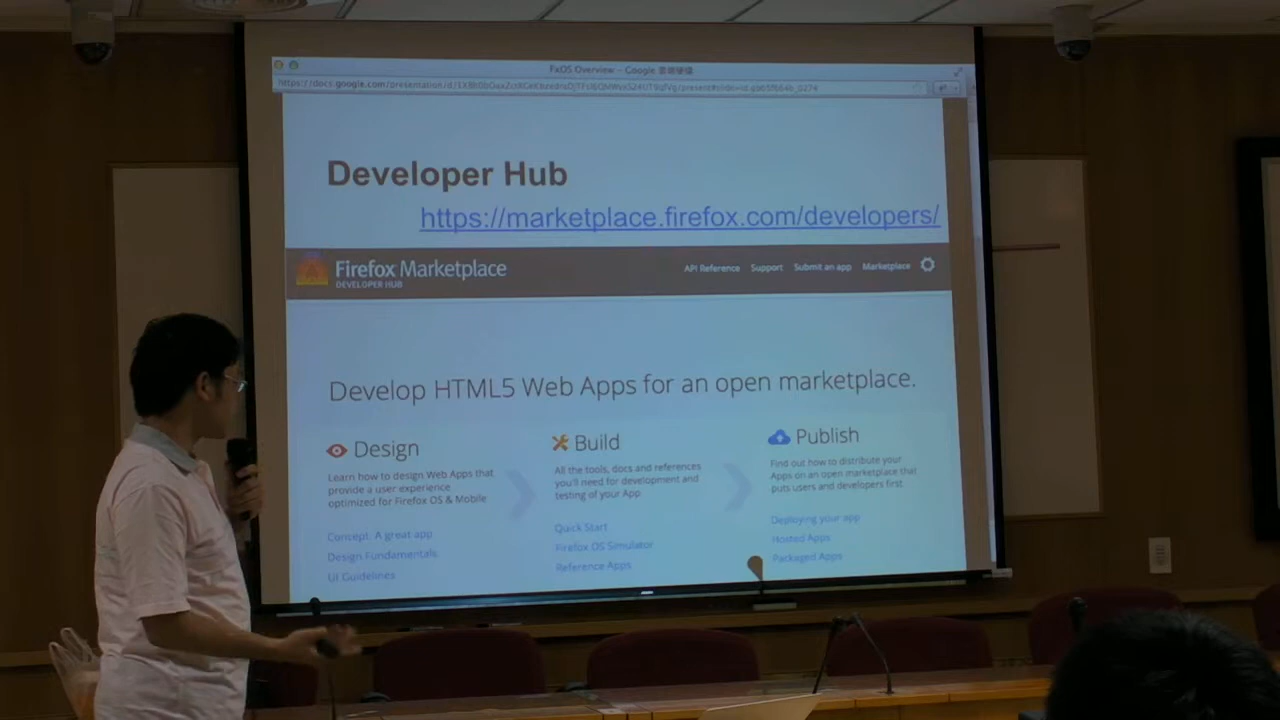 FxOS Overview - Google
Developer Hub
https://marketplace.firefox.com/developers/
Firefox Marketplace
DEVELOPER HUB
API Reference Support Submit an app Marketplace
Develop HTML5 Web Apps for an open marketplace.
Design
Learn how to design Web Apps that
provide a user experience
optimized for Firefox OS & Mobile
Concept: A great app
Design Fundamentals
UI Guidelines
Build
All the tools, docs and references
you'll need for development and
testing of your App
Quick Start
Firefox OS Simulator
Reference Apps
Publish
Find out how to distribute your
Apps on an open marketplace that
puts users and developers first
Deploying your app
Hosted Apps
Packaged Apps